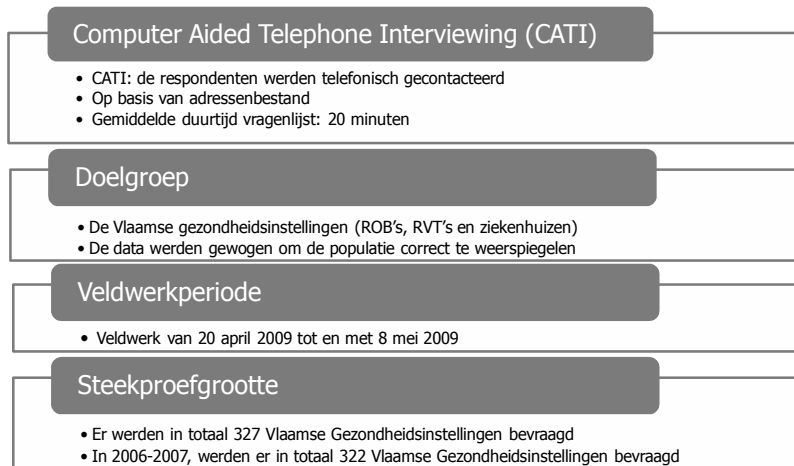 Computer Aided Telephone Interviewing (CATI)
• CATI: de respondenten werden telefonisch gecontacteerd
• Op basis van adressenbestand
• Gemiddelde duurtijd vragenlijst: 20 minuten
Doelgroep
• De Vlaamse gezondheidsinstellingen (ROB's, RVT's en ziekenhuizen)
• De data werden gewogen om de populatie correct te weerspiegelen
Veldwerkperiode
• Veldwerk van 20 april 2009 tot en met 8 mei 2009
Steekproefgrootte
• Er werden in totaal 327 Vlaamse Gezondheidsinstellingen bevraagd
• In 2006-2007, werden er in totaal 322 Vlaamse Gezondheidsinstellingen bevraagd